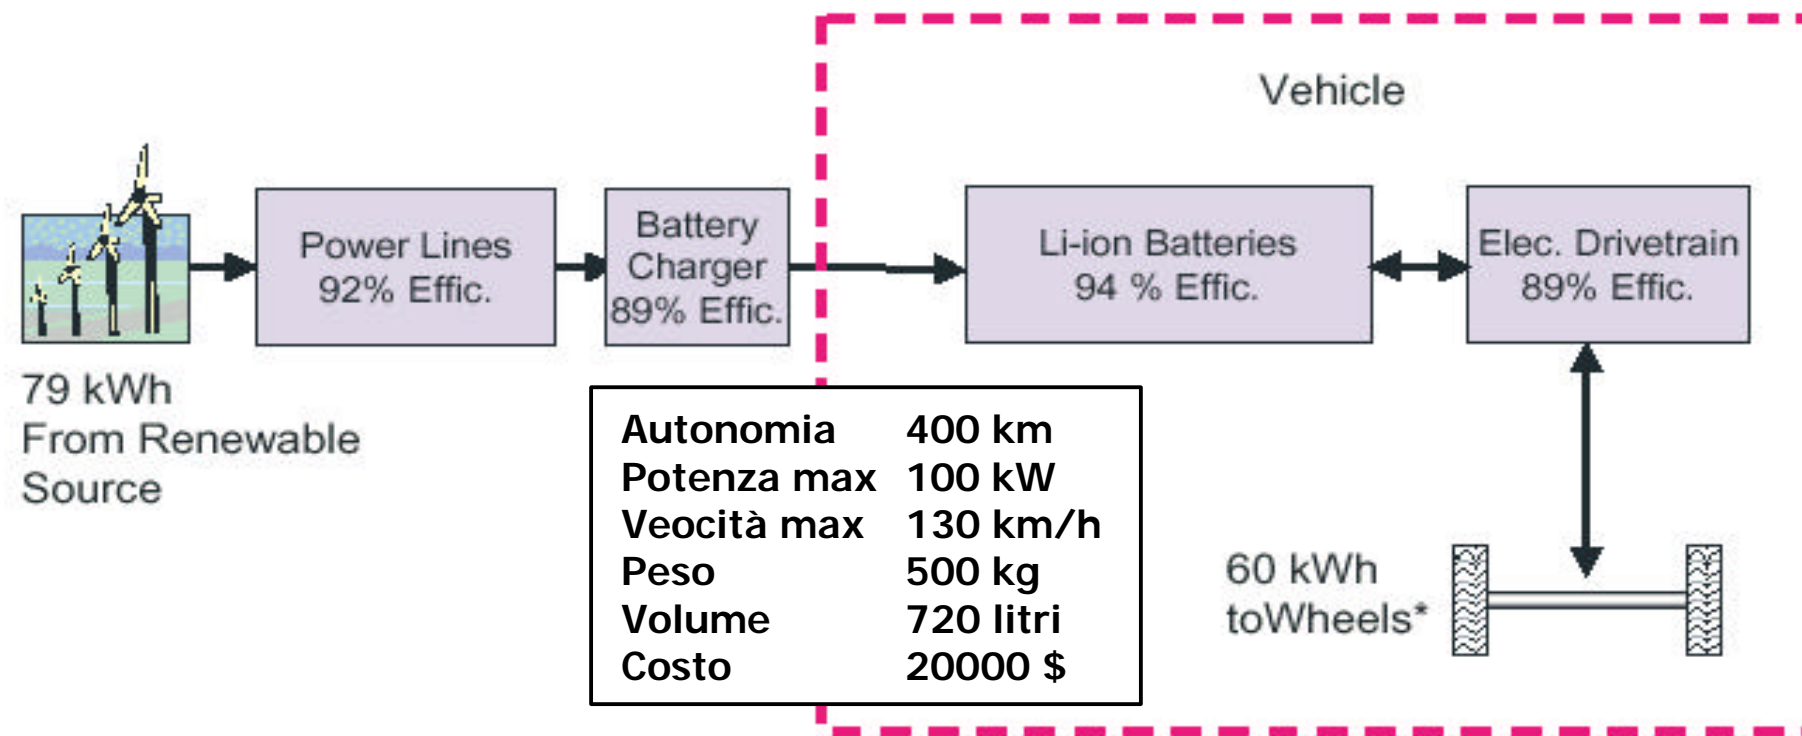 Vehicle
Power Lines
92% Effic.
Battery
Charger
89% Effic.
Li-ion Batteries
94 % Effic.
Elec. Drivetrain
89% Effic.
79 kWh
From Renewable
Source
Autonomia 400 km
Potenza max 100 kW
Veocità max 130 km/h
Peso 500 kg
Volume 720 litri
Costo 20000 $
60 kWh
toWheels*